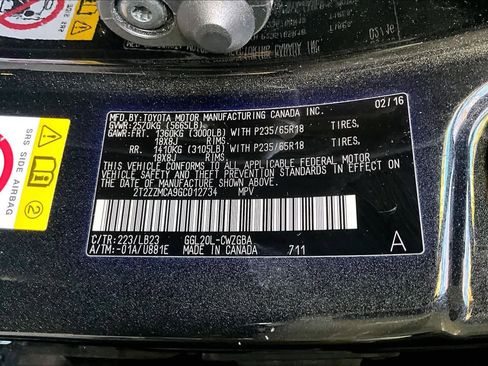 02/16
MFD.BY:TOYOTA MOTOR MANUFACTURING CANADA INC.
GVWR:2570KG (5665LB)
GAWR:FRT. 1360KG (3000LB) WITH P235/65R18 TIRES,
18X8J RIMS,
RR. 1410KG (3105LB) WITH P235/65R18 TIRES,
18X8J RIMS,
THIS VEHICLE CONFORMS TO ALL APPLICABLE FEDERAL MOTOR
VEHICLE SAFETY AND THEFT PREVENTION STANDARDS IN
EFFECT ON THE DATE OF MANUFACTURE SHOWN ABOVE.
2T2ZZMCA9GC012734 MPV
C/TR:223/LB23 GGL20L-CWZGBA
A/TM:-01A/U881E MADE IN CANADA 711
A
SIDE AIRBAG